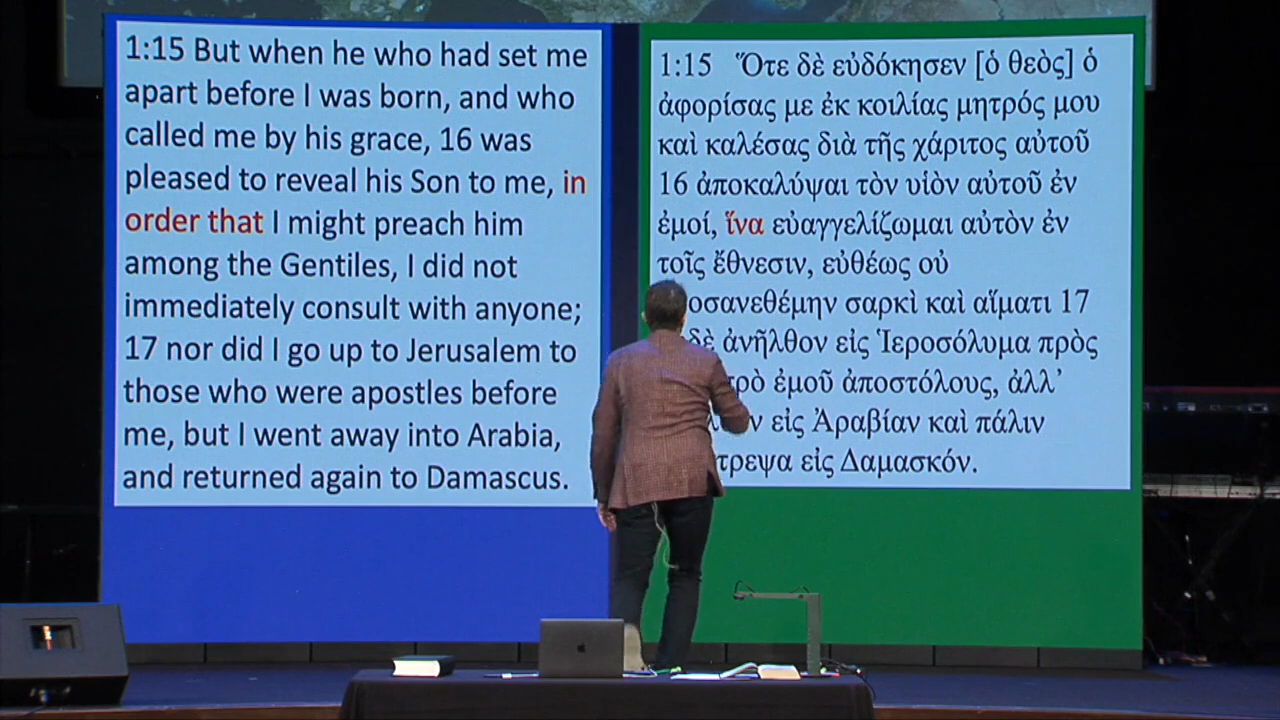 1:15 But when he who had set me
apart before I was born, and who
called me by his grace, 16 was
pleased to reveal his Son to me, in
order that I might preach him
among the Gentiles, I did not
immediately consult with anyone;
17 nor did I go up to Jerusalem to
those who were apostles before
me, but I went away into Arabia,
and returned again to Damascus.
1:15 Ὅτε δὲ εὐδόκησεν [ὁ θεὸς] ὁ
ἀφορίσας με ἐκ κοιλίας μητρός μου
καὶ καλέσας διὰ τῆς χάριτος αὐτοῦ
16 ἀποκαλύψαι τὸν υἱὸν αὐτοῦ ἐν
ἐμοί, ἵνα εὐαγγελίζωμαι αὐτὸν ἐν
τοῖς ἔθνεσιν, εὐθέως οὐ
σαρκὶ καὶ αἵματι 17
δὲ ἀνῆλθον εἰς Ἱεροσόλυμα πρὸς
ἐμοῦ ἀποστόλους, ἀλλ’
εἰς Ἀραβίαν καὶ πάλιν
εἰς Δαμασκόν.